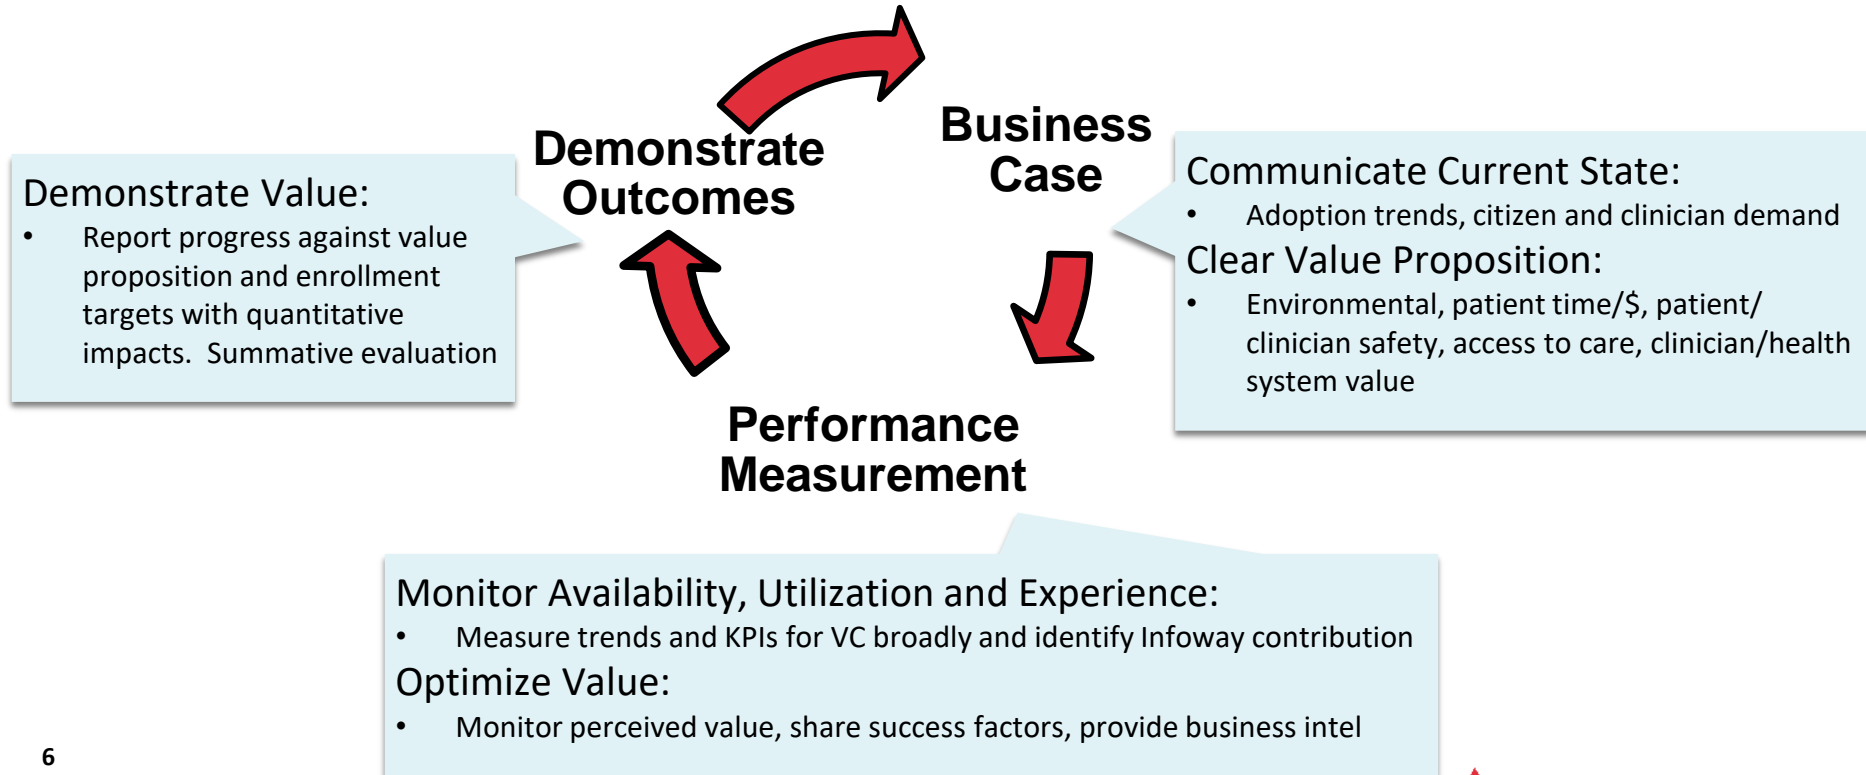 Demonstrate
Outcomes
Business
Case
Performance
Measurement
Demonstrate Value:
• Report progress against value
proposition and enrollment
targets with quantitative
impacts.  Summative evaluation
Communicate Current State:
• Adoption trends, citizen and clinician demand
Clear Value Proposition:
• Environmental, patient time/$, patient/
clinician safety, access to care, clinician/health
system value
Monitor Availability, Utilization and Experience:
• Measure trends and KPIs for VC broadly and identify Infoway contribution
Optimize Value:
• Monitor perceived value, share success factors, provide business intel
6